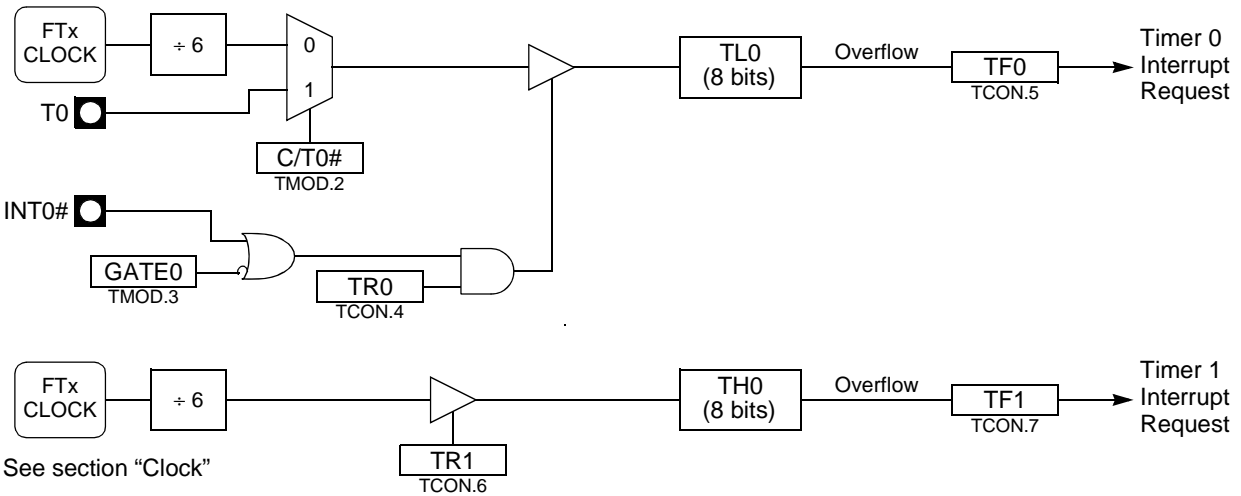 FTx
CLOCK
÷ 6
0
1
T0
C/T0#
TMOD.2
TL0
(8 bits)
Overflow
TF0
TCON.5
Timer 0
Interrupt
Request
INT0#
GATE0
TMOD.3
TR0
TCON.4
FTx
CLOCK
÷ 6
TR1
TCON.6
TH0
(8 bits)
Overflow
TF1
TCON.7
Timer 1
Interrupt
Request
See section “Clock”